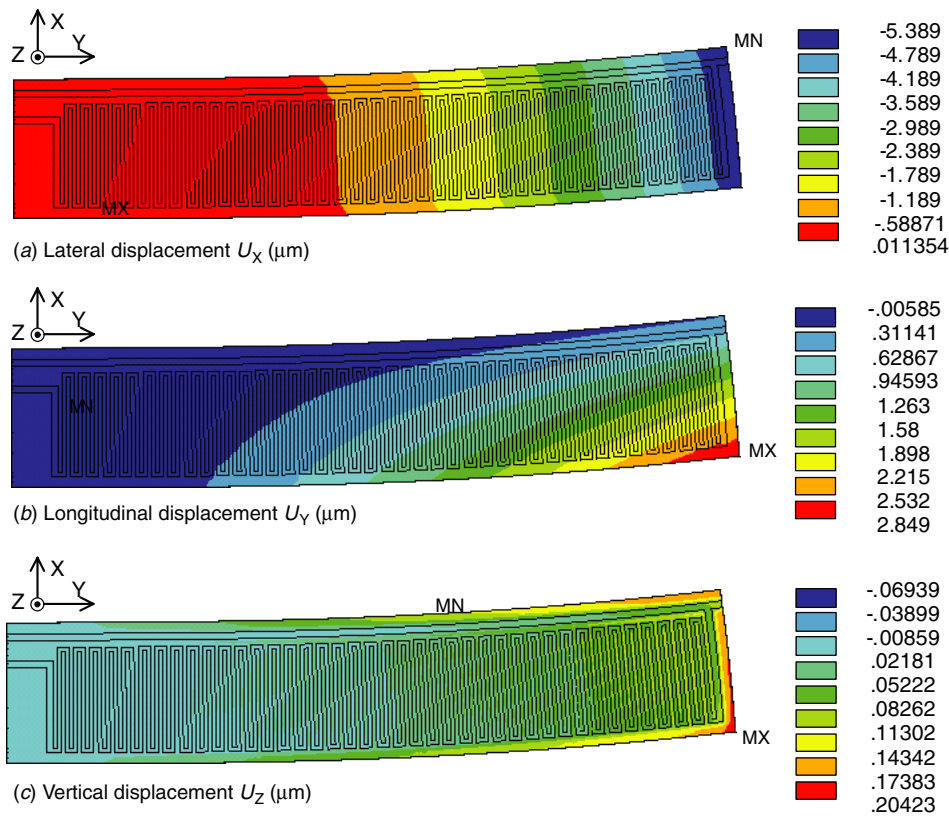 X
Z
Y
MN
MX
-5.389
-4.789
-4.189
-3.589
-2.989
-2.389
-1.789
-1.189
-.58871
.011354
(a) Lateral displacement UX (μm)
X
Z
Y
MN
MX
-.00585
.31141
.62867
.94593
1.263
1.58
1.898
2.215
2.532
2.849
(b) Longitudinal displacement UY (μm)
X
Z
Y
MN
MX
-.06939
-.03899
-.00859
.02181
.05222
.08262
.11302
.14342
.17383
.20423
(c) Vertical displacement UZ (μm)